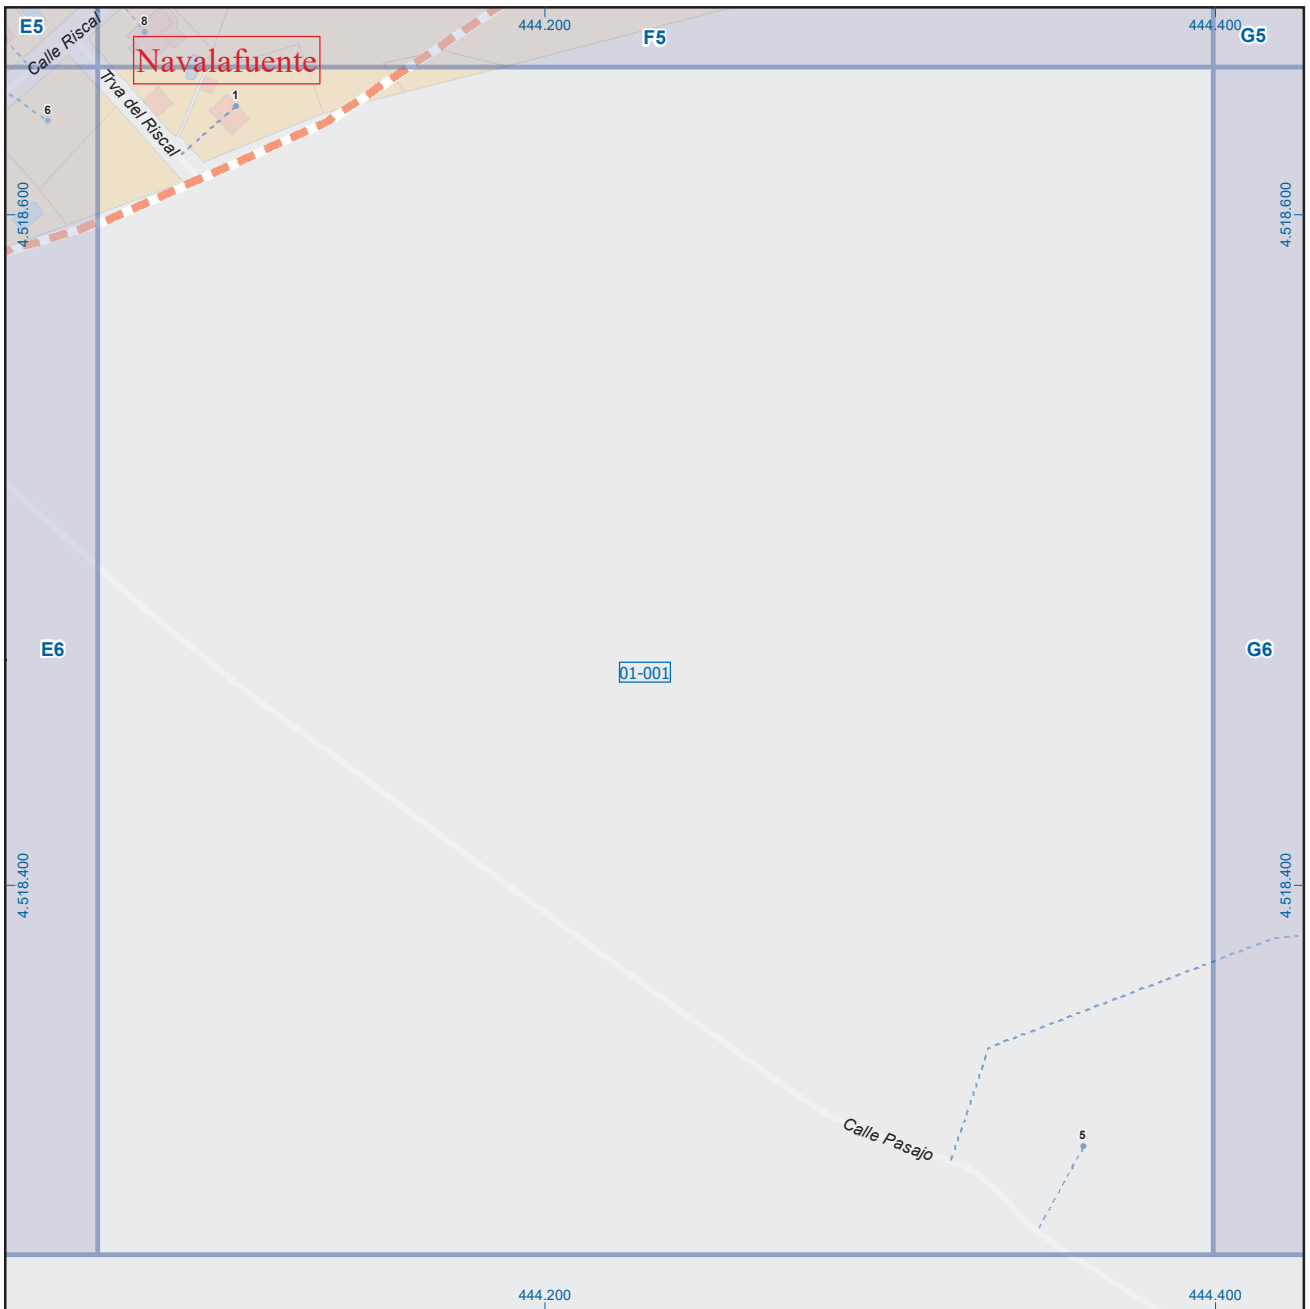 E5
Calle Riscal
8
444.200
F5
444.400
G5
Navalafuente
Trva del Riscal
6
1
4.518.600
4.518.600
E6
01-001
G6
4.518.400
4.518.400
Calle Pasajo
5
444.200
444.400